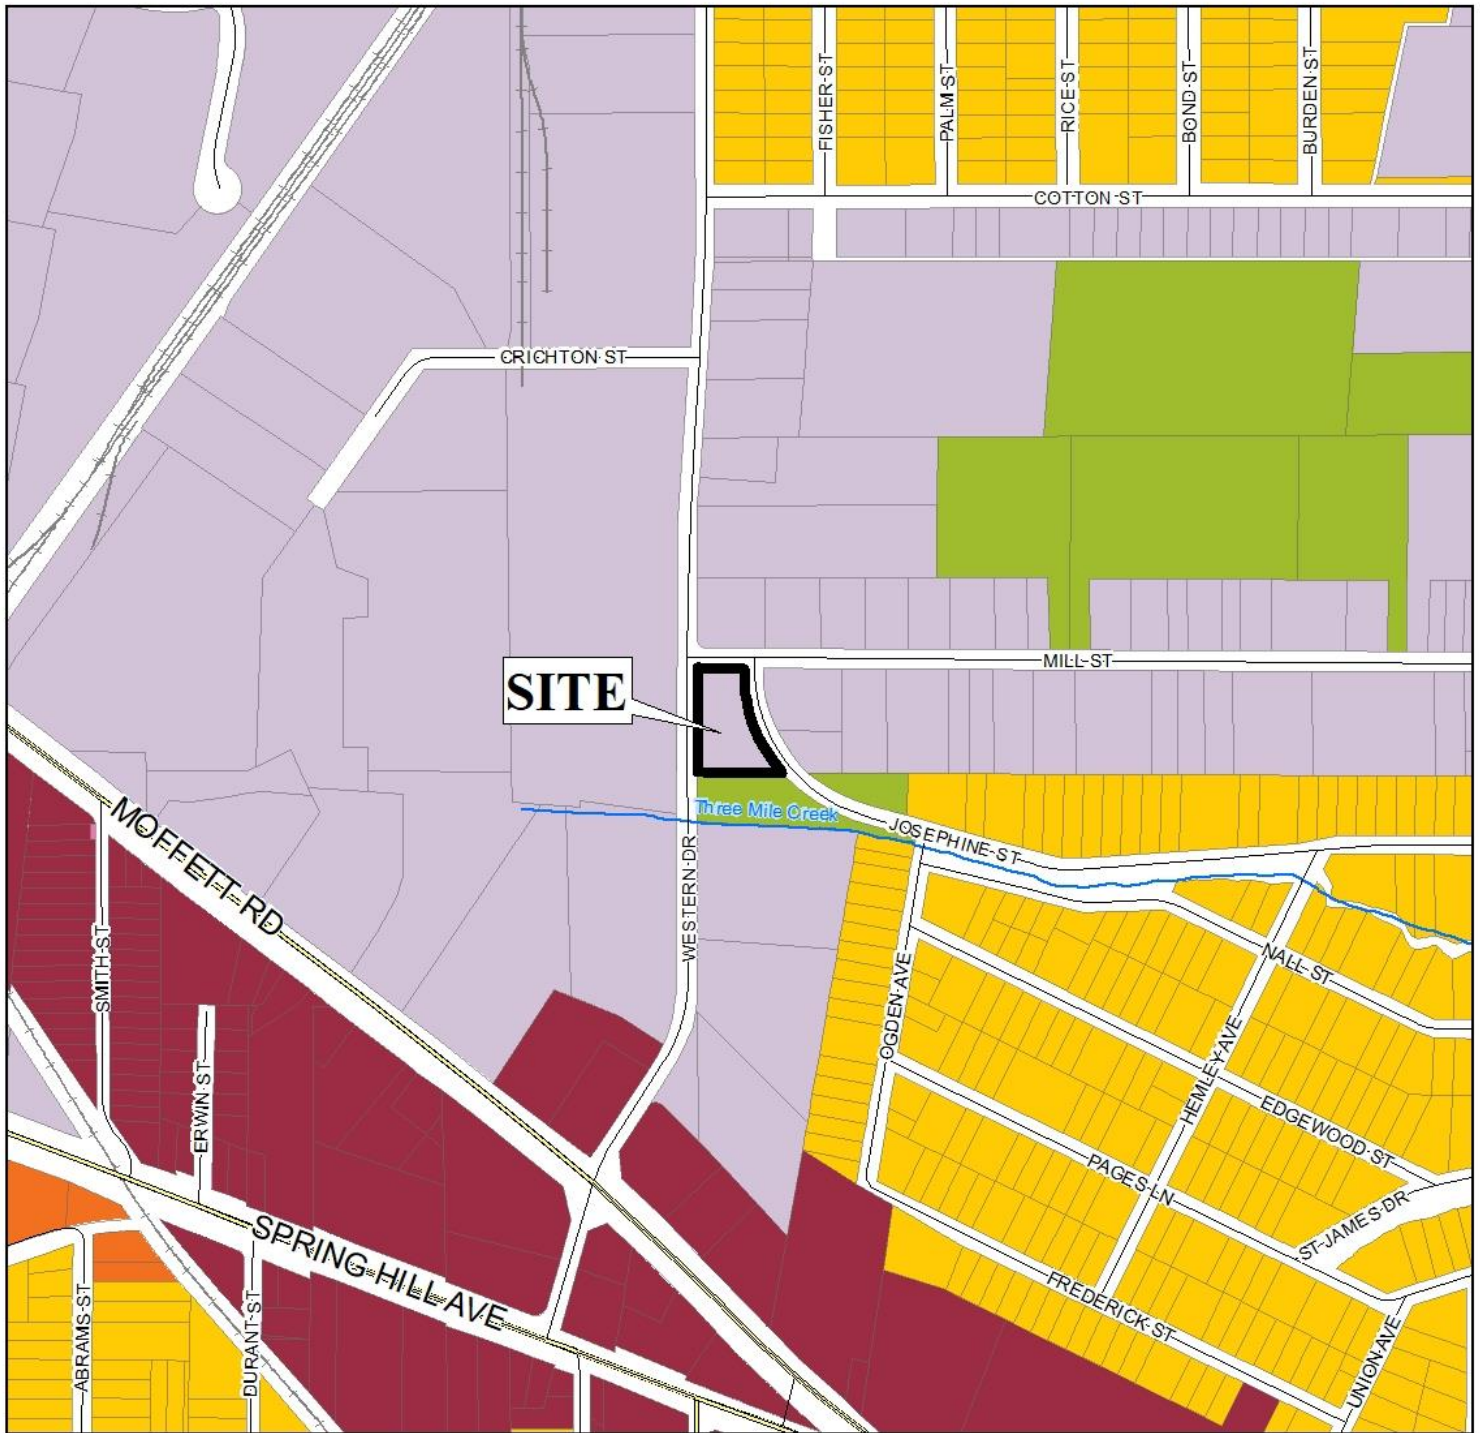 FISHER ST
PALM ST
RICE ST
BOND ST
BURDEN ST
COTTON ST
CRICHTON ST
MILL ST
SITE
Three Mile Creek
JOSEPHINE ST
MOFFETT RD
WESTERN DR
SMITH ST
NALL ST
OGDEN AVE
HEMLEY AVE
ERWIN ST
EDGEWOOD ST
PAGES LN
ST JAMES DR
SPRING HILL AVE
FREDERICK ST
ABRAMS ST
DURANT ST
UNION AVE